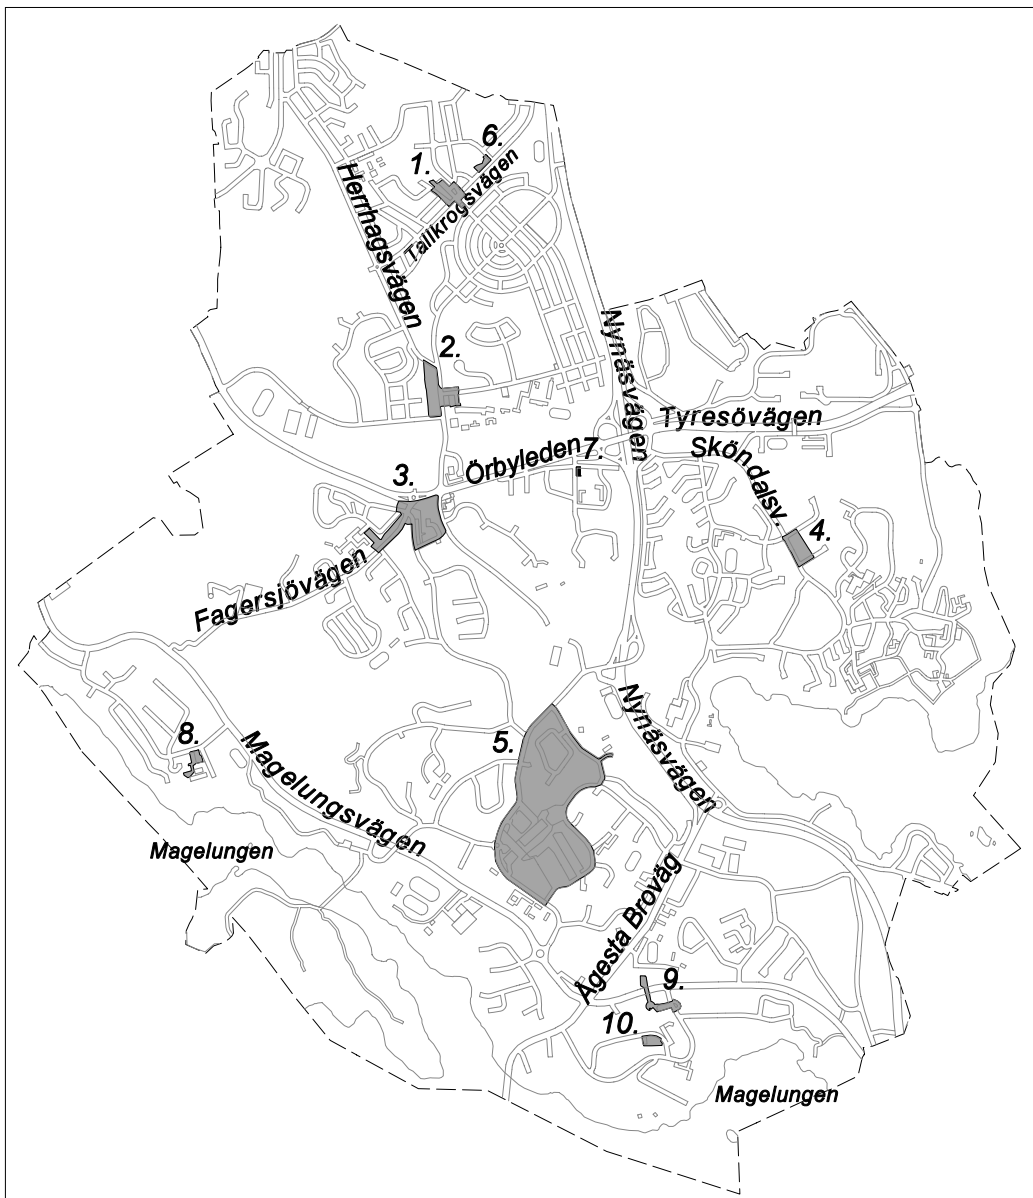 6.
1.
Tallkrogsvägen
Herrhagsvägen
2.
Nynäsvägen
Tyresövägen
Sköndalsv.
Örbyleden
7.
3.
4.
Fagersjövägen
5.
Nynäsvägen
8.
Magelungsvägen
Magelungen
Ågesta Broväg
9.
10.
Magelungen